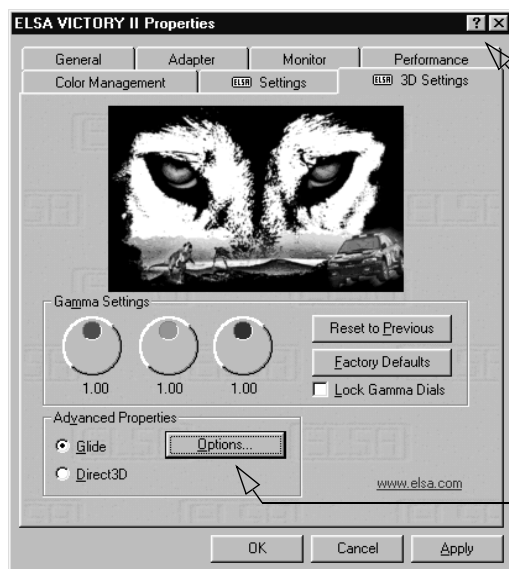 ELSA VICTORY II Properties
General Adapter Monitor Performance
Color Management ELSA Settings ELSA 3D Settings
Gamma Settings
1.00 1.00 1.00
Reset to Previous
Factory Defaults
Lock Gamma Dials
Advanced Properties
Glide
Options...
Direct3D
www.elsa.com
OK Cancel Apply